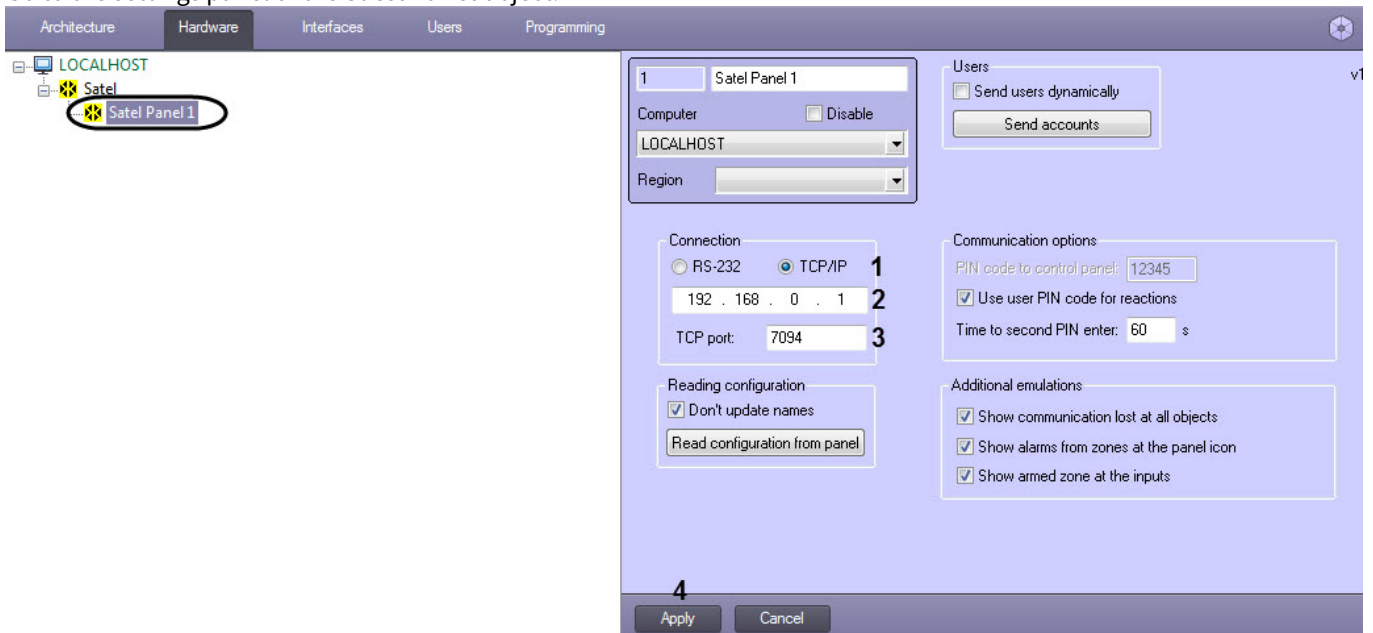 Architecture Hardware Interfaces Users Programming
LOCALHOST
Satel
Satel Panel 1
1 Satel Panel 1
Computer Disable
LOCALHOST
Region
Users
Send users dynamically
Send accounts
v1
Connection
RS-232 TCP/IP 1
192 . 168 . 0 . 1 2
TCP port: 7094 3
Communication options
PIN code to control panel: 12345
Use user PIN code for reactions
Time to second PIN enter: 60 s
Reading configuration
Don't update names
Read configuration from panel
Additional emulations
Show communication lost at all objects
Show alarms from zones at the panel icon
Show armed zone at the inputs
4
Apply Cancel